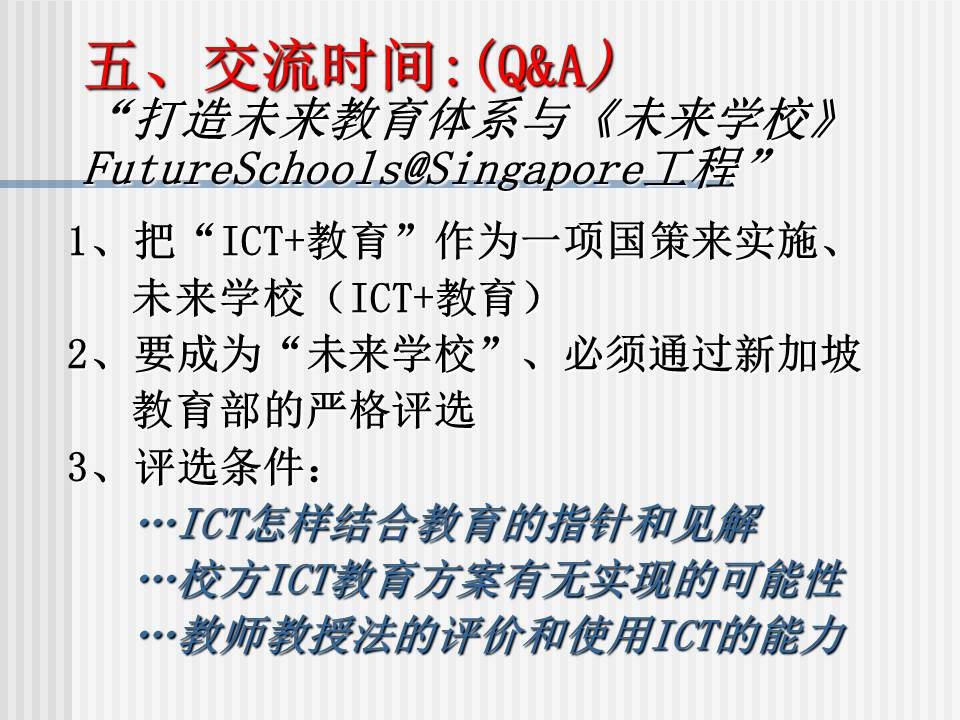 五、交流时间:(Q&A)
“打造未来教育体系与《未来学校》
FutureSchools@Singapore工程”
1、把“ICT+教育”作为一项国策来实施、
未来学校（ICT+教育）
2、要成为“未来学校”、必须通过新加坡
教育部的严格评选
3、评选条件：
…ICT怎样结合教育的指针和见解
…校方ICT教育方案有无实现的可能性
…教师教授法的评价和使用ICT的能力